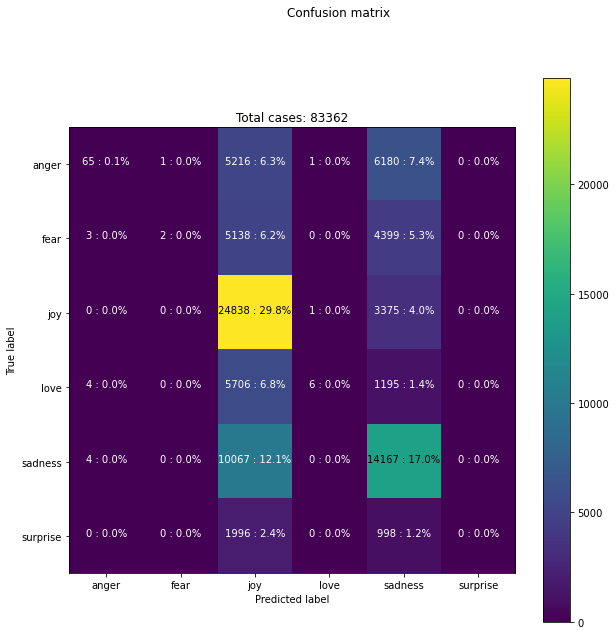 Confusion matrix
Total cases: 83362
anger 65 : 0.1% 1 : 0.0% 5216 : 6.3% 1 : 0.0% 6180 : 7.4% 0 : 0.0%
fear 3 : 0.0% 2 : 0.0% 5138 : 6.2% 0 : 0.0% 4399 : 5.3% 0 : 0.0%
joy 0 : 0.0% 0 : 0.0% 24838 : 29.8% 1 : 0.0% 3375 : 4.0% 0 : 0.0%
love 4 : 0.0% 0 : 0.0% 5706 : 6.8% 6 : 0.0% 1195 : 1.4% 0 : 0.0%
sadness 4 : 0.0% 0 : 0.0% 10067 : 12.1% 0 : 0.0% 14167 : 17.0% 0 : 0.0%
surprise 0 : 0.0% 0 : 0.0% 1996 : 2.4% 0 : 0.0% 998 : 1.2% 0 : 0.0%
anger fear joy love sadness surprise
Predicted label
True label
20000
15000
10000
5000
0